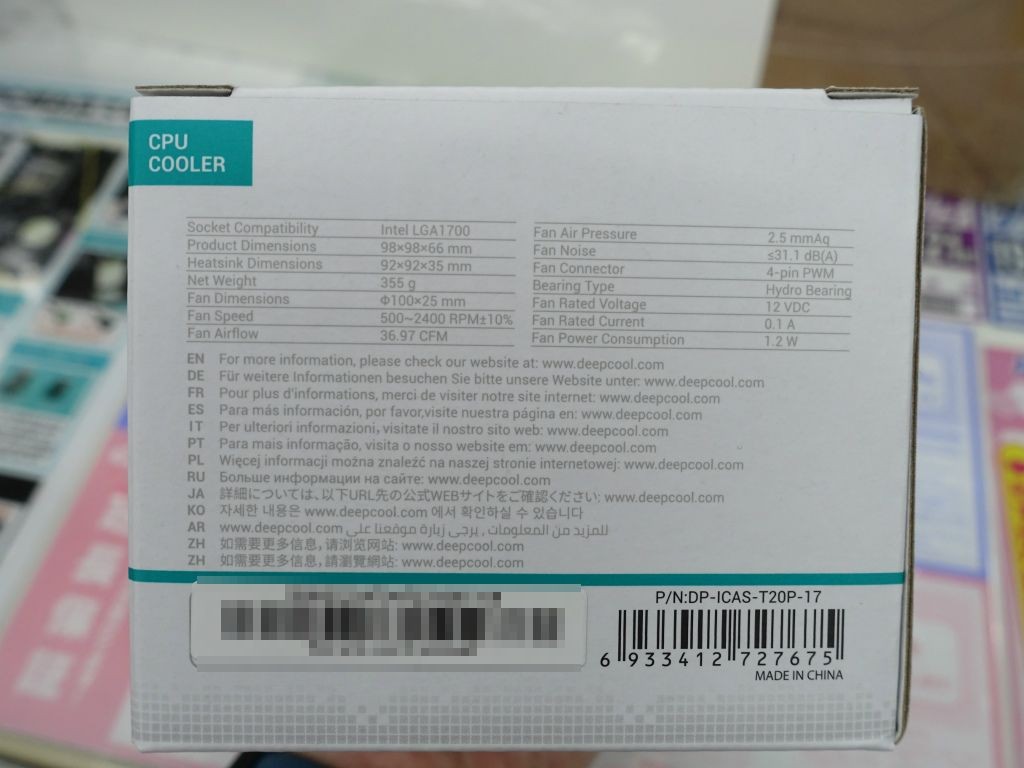 CPU
COOLER
Socket Compatibility Intel LGA1700
Product Dimensions 98×98×66 mm
Heatsink Dimensions 92×92×35 mm
Net Weight 355 g
Fan Dimensions Φ100×25 mm
Fan Speed 500~2400 RPM±10%
Fan Airflow 36.97 CFM
Fan Air Pressure 2.5 mmAq
Fan Noise ≤31.1 dB(A)
Fan Connector 4-pin PWM
Bearing Type Hydro Bearing
Fan Rated Voltage 12 VDC
Fan Rated Current 0.1 A
Fan Power Consumption 1.2 W
EN For more information, please check our website at: www.deepcool.com
DE Für weitere Informationen besuchen Sie bitte unsere Website unter: www.deepcool.com
FR Pour plus d'informations, merci de visiter notre site internet: www.deepcool.com
ES Para más información, por favor,visite nuestra página en: www.deepcool.com
IT Per ulteriori informazioni, visitate il nostro sito web: www.deepcool.com
PT Para mais informação, visita o nosso website em: www.deepcool.com
PL Więcej informacji można znaleźć na naszej stronie internetowej: www.deepcool.com
RU Больше информации на сайте: www.deepcool.com
JA 詳細については、以下URL先の公式WEBサイトをご確認ください: www.deepcool.com
KO 자세한 내용은 www.deepcool.com 에서 확인하실 수 있습니다
AR للمزيد من المعلومات , يرجى زيارة موقعنا على www.deepcool.com
ZH 如需要更多信息,请浏览网站: www.deepcool.com
ZH 如需要更多信息,請瀏覽網站: www.deepcool.com
P/N:DP-ICAS-T20P-17
6 933412 727675
MADE IN CHINA